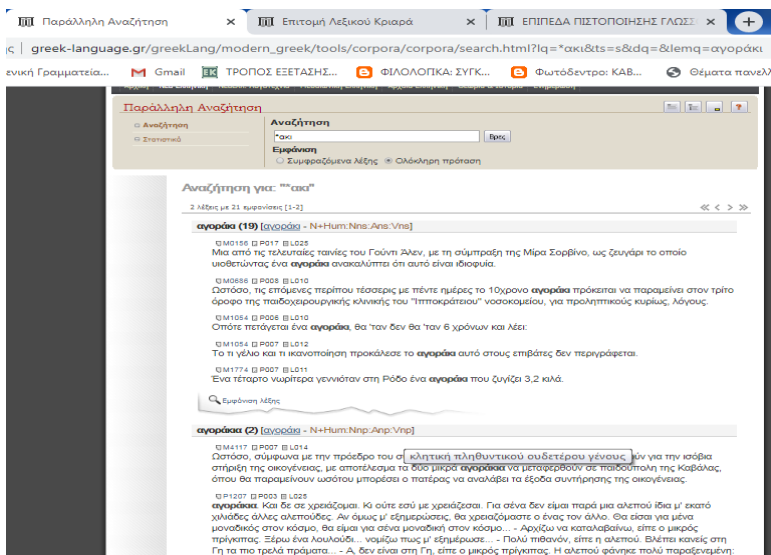 Παράλληλη Αναζήτηση
Επιτομή Λεξικού Κριαρά
ΕΠΙΠΕΔΑ ΠΙΣΤΟΠΟΙΗΣΗΣ ΓΛΩΣΣ
greek-language.gr/greekLang/modern_greek/tools/corpora/corpora/search.html?lq=*ακι&ts=s&dq=&lemq=αγοράκι
ενική Γραμματεία...
Gmail
ΤΡΟΠΟΣ ΕΞΕΤΑΣΗΣ...
ΦΙΛΟΛΟΓΙΚΑ: ΣΥΓΚ...
Φωτόδεντρο: ΚΑΒ...
Θέματα πανελλ
Παράλληλη Αναζήτηση
Αναζήτηση
Στατιστικά
Αναζήτηση
*ακι
Βρες
Εμφάνιση
Συμφραζόμενα λέξης Ολόκληρη πρόταση
Αναζήτηση για: "*ακι"
2 λέξεις με 21 εμφανίσεις [1-2]
αγοράκι (19) [αγοράκι - N+Hum:Nns:Ans:Vns]
M0156 P017 L025
Μια από τις τελευταίες ταινίες του Γούντι Άλεν, με τη σύμπραξη της Μίρα Σορβίνο, ως ζευγάρι το οποίο
υιοθετώντας ένα αγοράκι ανακαλύπτει ότι αυτό είναι ιδιοφυία.
M0686 P008 L010
Ωστόσο, τις επόμενες περίπου τέσσερις με πέντε ημέρες το 10χρονο αγοράκι πρόκειται να παραμείνει στον τρίτο
όροφο της παιδοχειρουργικής κλινικής του "Ιπποκράτειου" νοσοκομείου, για προληπτικούς κυρίως, λόγους.
M1054 P006 L010
Οπότε πετάγεται ένα αγοράκι, θα 'ταν δεν θα 'ταν 6 χρόνων και λέει:
M1054 P007 L012
Το τι γέλιο και τι ικανοποίηση προκάλεσε το αγοράκι αυτό στους επιβάτες δεν περιγράφεται.
M1774 P007 L011
Ένα τέταρτο νωρίτερα γεννιόταν στη Ρόδο ένα αγοράκι που ζυγίζει 3,2 κιλά.
Εμφάνιση λέξης
αγοράκια (2) [αγοράκι - N+Hum:Nnp:Anp:Vnp]
M4117 P007 L014
Ωστόσο, σύμφωνα με την πρόεδρο του σ κλητική πληθυντικού ουδετέρου γένους ύν για την ισόβια
στήριξη της οικογένειας, με αποτέλεσμα τα δύο μικρά αγοράκια να μεταφερθούν σε παιδούπολη της Καβάλας,
όπου θα παραμείνουν ωσότου μπορέσει ο πατέρας να αναλάβει τα έξοδα συντήρησης της οικογένειας.
P1207 P003 L025
αγοράκια. Και δε σε χρειάζομαι. Κι ούτε εσύ με χρειάζεσαι. Για σένα δεν είμαι παρά μια αλεπού ίδια μ' εκατό
χιλιάδες άλλες αλεπούδες. Αν όμως μ' εξημερώσεις, θα χρειαζόμαστε ο ένας τον άλλο. Θα είσαι για μένα
μοναδικός στον κόσμο, θα είμαι για σένα μοναδική στον κόσμο... - Αρχίζω να καταλαβαίνω, είπε ο μικρός
πρίγκιπας. Ξέρω ένα λουλούδι... νομίζω πως μ' εξημέρωσε... - Πολύ πιθανόν, είπε η αλεπού. Βλέπει κανείς στη
Γη τα πιο τρελά πράματα... - Α, δεν είναι στη Γη, είπε ο μικρός πρίγκιπας. Η αλεπού φάνηκε πολύ παραξενεμένη: